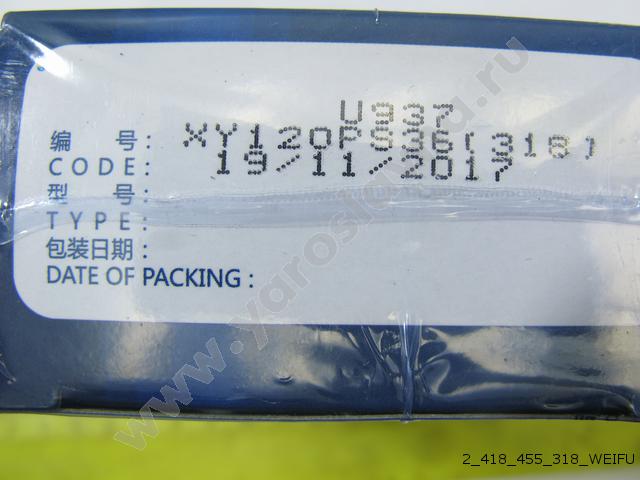 U937
XY120PS36(318)
19/11/2017
编 号:
CODE:
型 号:
TYPE:
包装日期:
DATE OF PACKING:
www.yarosla.ru
2_418_455_318_WEIFU